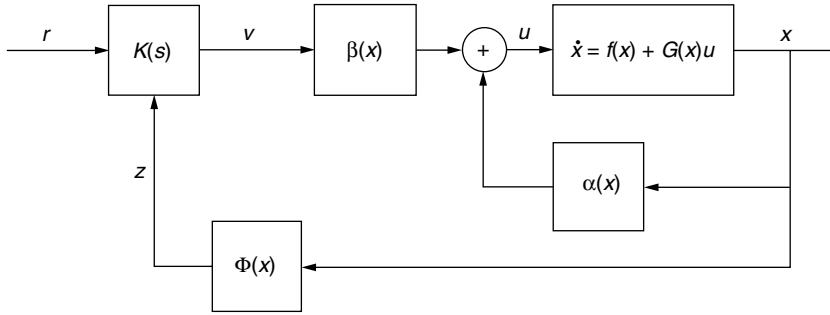 r
K(s)
v
β(x)
+
u
ẋ = f(x) + G(x)u
x
z
α(x)
Φ(x)